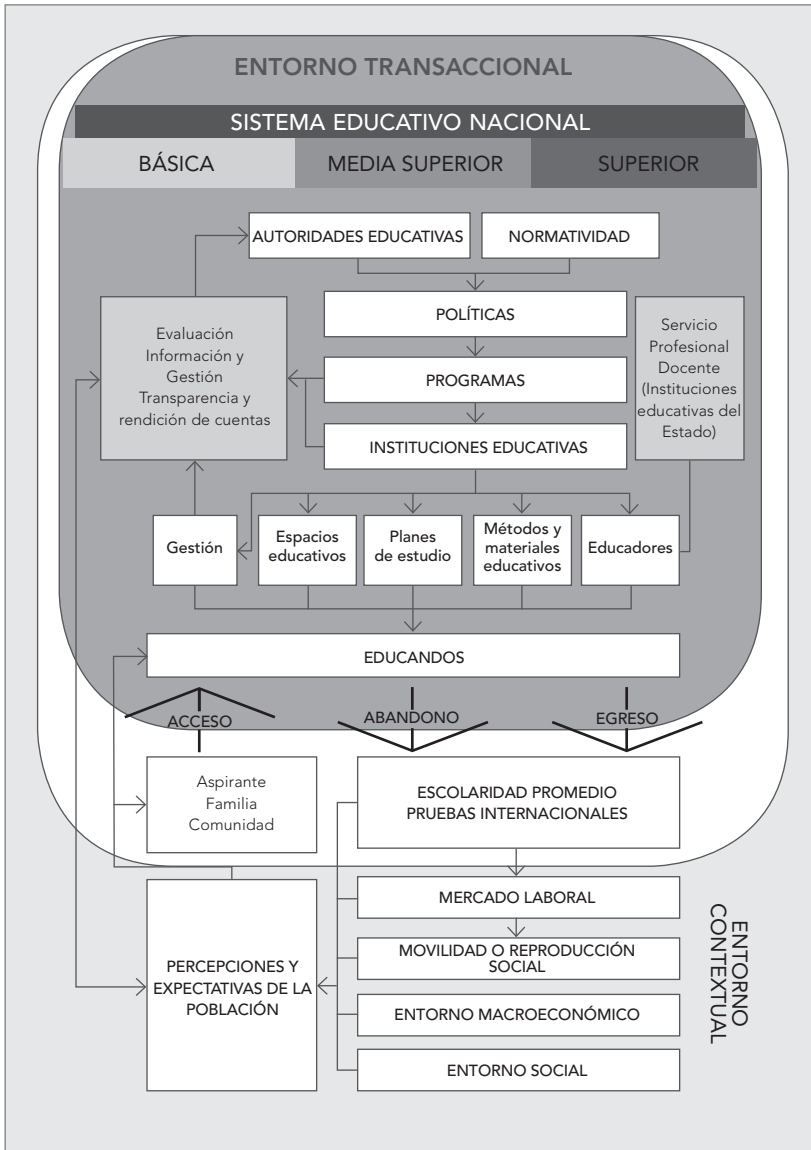 ENTORNO TRANSACCIONAL
SISTEMA EDUCATIVO NACIONAL
BÁSICA
MEDIA SUPERIOR
SUPERIOR
AUTORIDADES EDUCATIVAS
NORMATIVIDAD
Evaluación
Información y
Gestión
Transparencia y
rendición de cuentas
POLÍTICAS
PROGRAMAS
INSTITUCIONES EDUCATIVAS
Servicio
Profesional
Docente
(Instituciones
educativas del
Estado)
Gestión
Espacios
educativos
Planes
de estudio
Métodos y
materiales
educativos
Educadores
EDUCANDOS
ACCESO
ABANDONO
EGRESO
Aspirante
Familia
Comunidad
ESCOLARIDAD PROMEDIO
PRUEBAS INTERNACIONALES
PERCEPCIONES Y
EXPECTATIVAS DE LA
POBLACIÓN
MERCADO LABORAL
MOVILIDAD O REPRODUCCIÓN
SOCIAL
ENTORNO MACROECONÓMICO
ENTORNO SOCIAL
ENTORNO
CONTEXTUAL